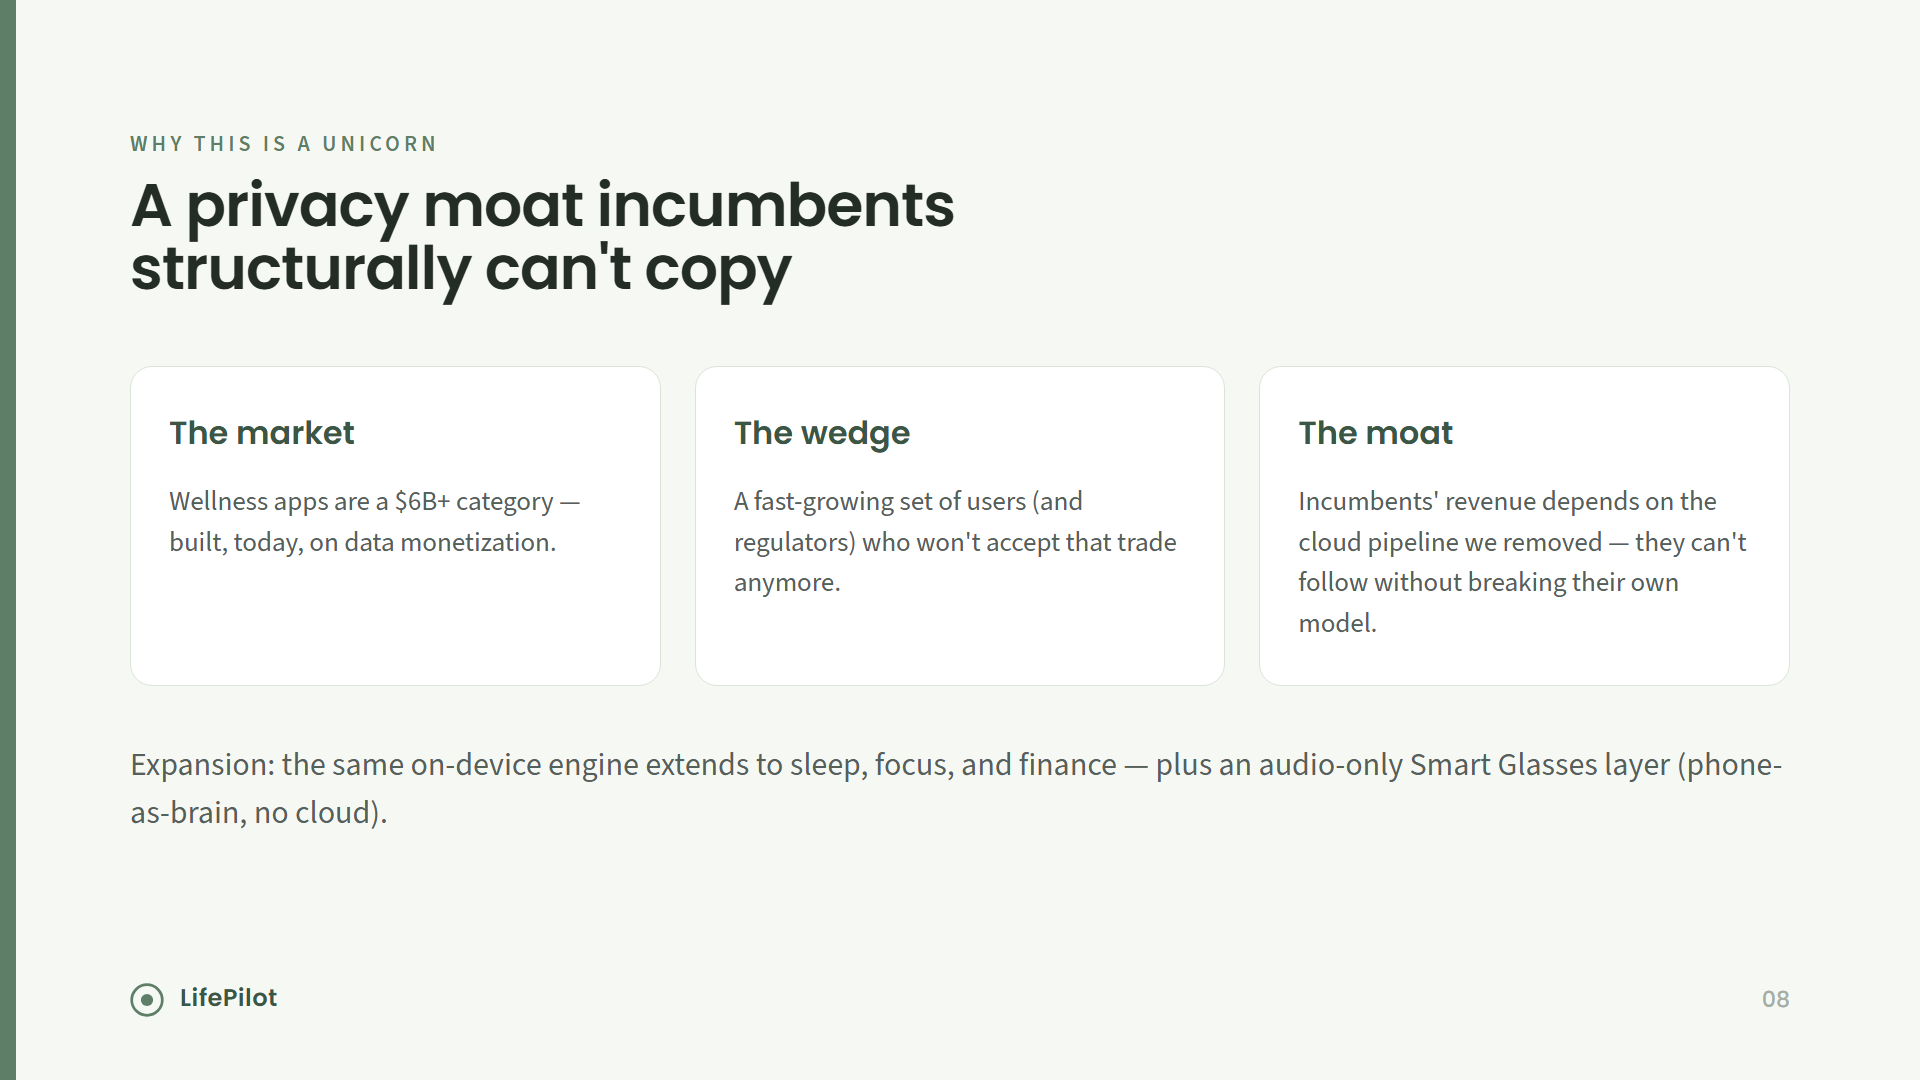 WHY THIS IS A UNICORN
A privacy moat incumbents
structurally can't copy
The market
Wellness apps are a $6B+ category —
built, today, on data monetization.
The wedge
A fast-growing set of users (and
regulators) who won't accept that trade
anymore.
The moat
Incumbents' revenue depends on the
cloud pipeline we removed — they can't
follow without breaking their own
model.
Expansion: the same on-device engine extends to sleep, focus, and finance — plus an audio-only Smart Glasses layer (phone-
as-brain, no cloud).
LifePilot
08